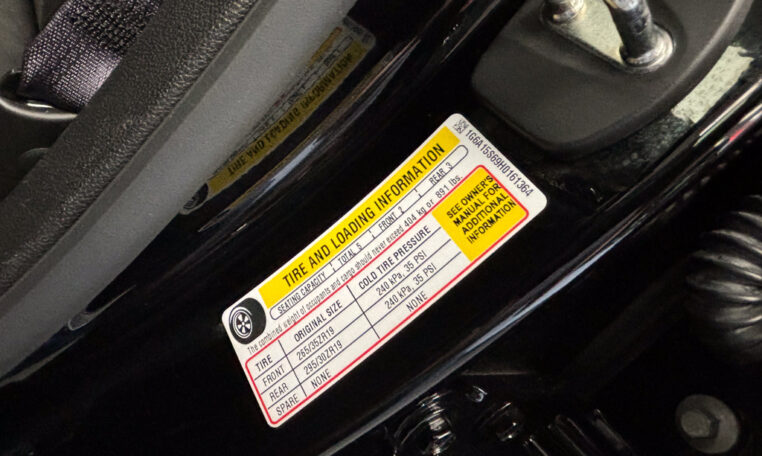 1G6A15S69H0161364
TIRE AND LOADING INFORMATION
SEATING CAPACITY TOTAL 5 FRONT 2 REAR 3
The combined weight of occupants and cargo should never exceed 404 kg or 891 lbs.
TIRE ORIGINAL SIZE COLD TIRE PRESSURE
FRONT 265/35ZR19 240 kPa, 35 PSI
REAR 295/30ZR19 240 kPa, 35 PSI
SPARE NONE NONE
SEE OWNER'S
MANUAL FOR
ADDITIONAL
INFORMATION